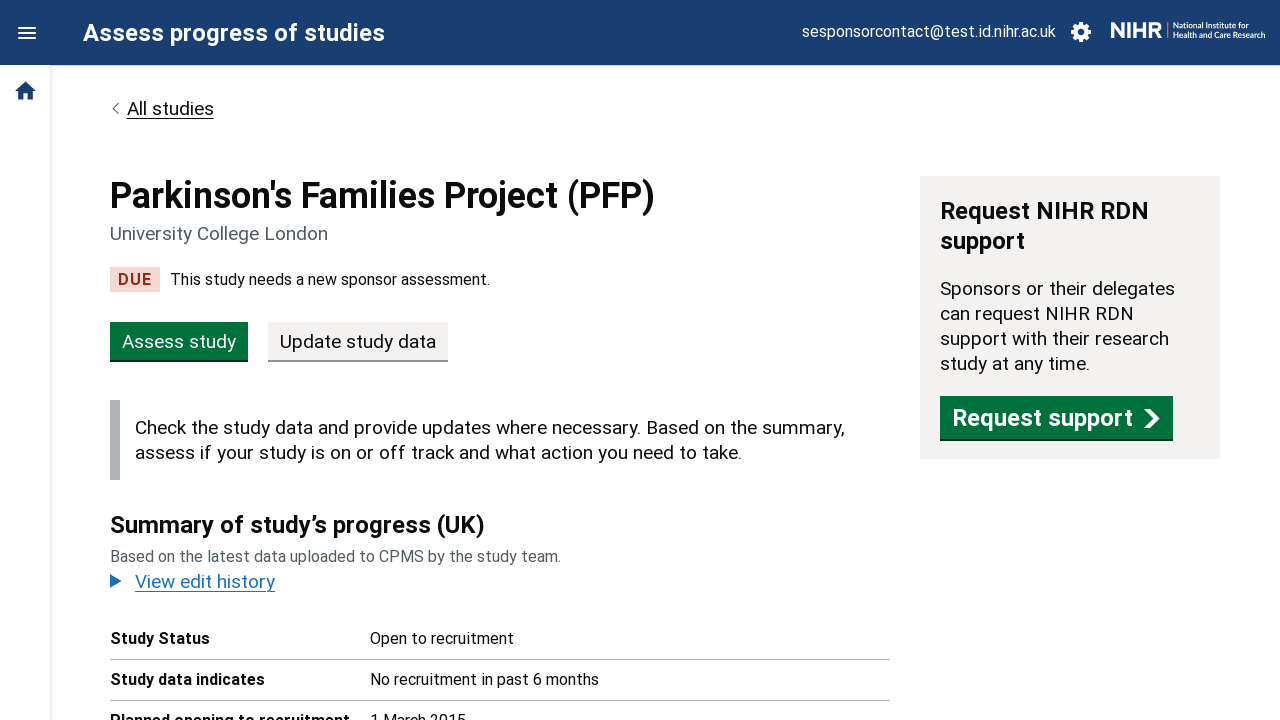 Assess progress of studies
sesponsorcontact@test.id.nihr.ac.uk
NIHR | National Institute for
Health and Care Research
All studies
Parkinson's Families Project (PFP)
University College London
DUE This study needs a new sponsor assessment.
Assess study
Update study data
Check the study data and provide updates where necessary. Based on the summary,
assess if your study is on or off track and what action you need to take.
Summary of study’s progress (UK)
Based on the latest data uploaded to CPMS by the study team.
View edit history
Study Status Open to recruitment
Study data indicates No recruitment in past 6 months
Planned opening to recruitment 1 March 2015
Request NIHR RDN
support
Sponsors or their delegates
can request NIHR RDN
support with their research
study at any time.
Request support